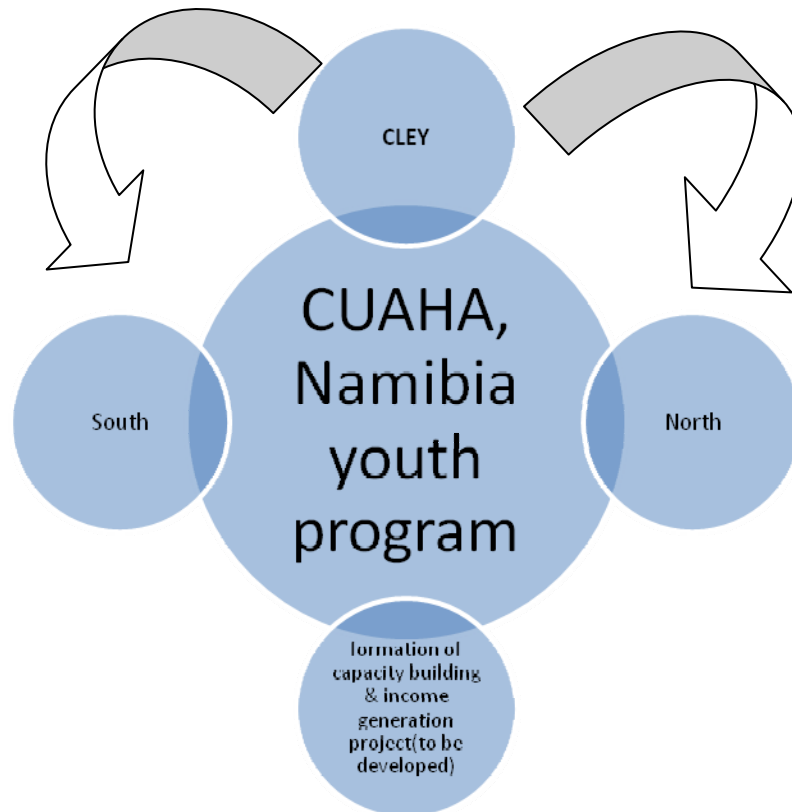 CLEY
CUAHA,
Namibia
youth
program
South
North
formation of
capacity building
& income
generation
project(to be
developed)